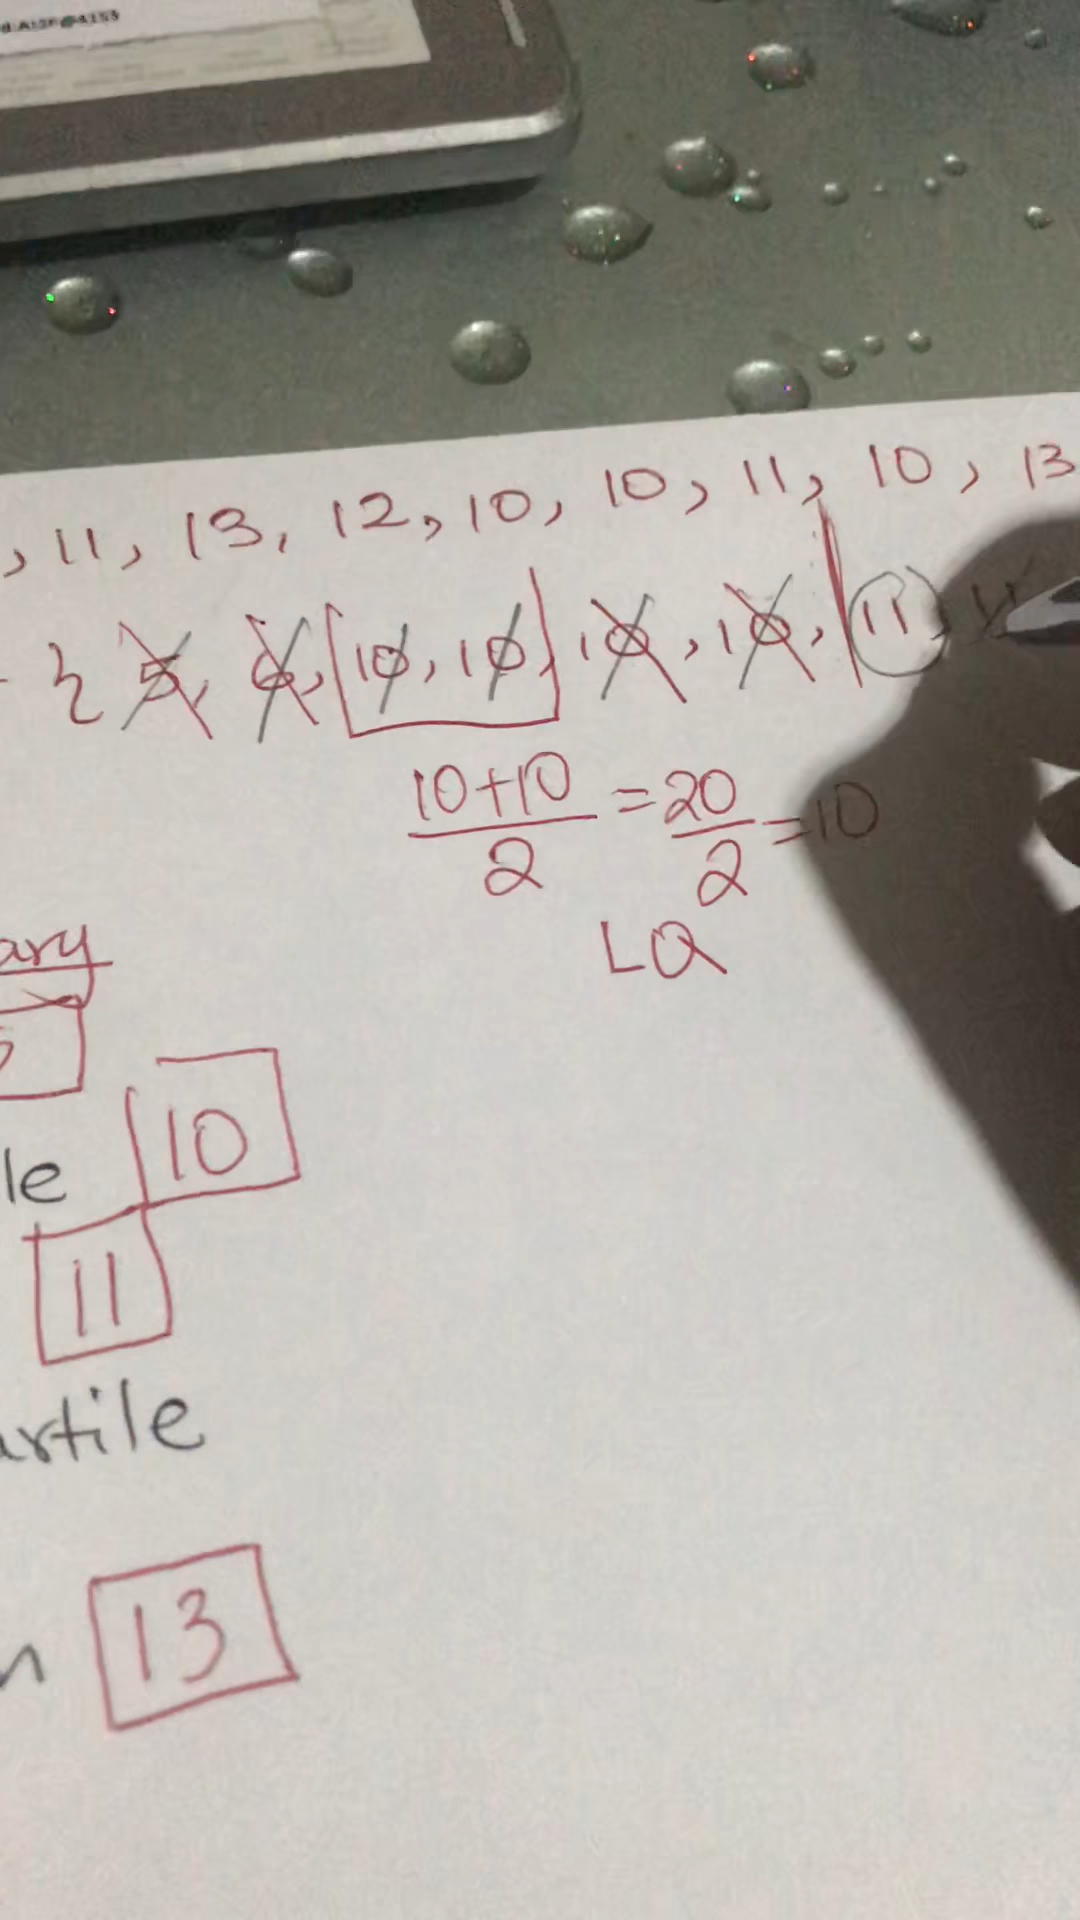 , 11, 13, 12, 10, 10, 11, 10, 13
{ 5, 6, 10, 10, 10, 10, 11,
10+10
2
= 20
2
= 10
LQ
ary
le 10
11
rtile
13